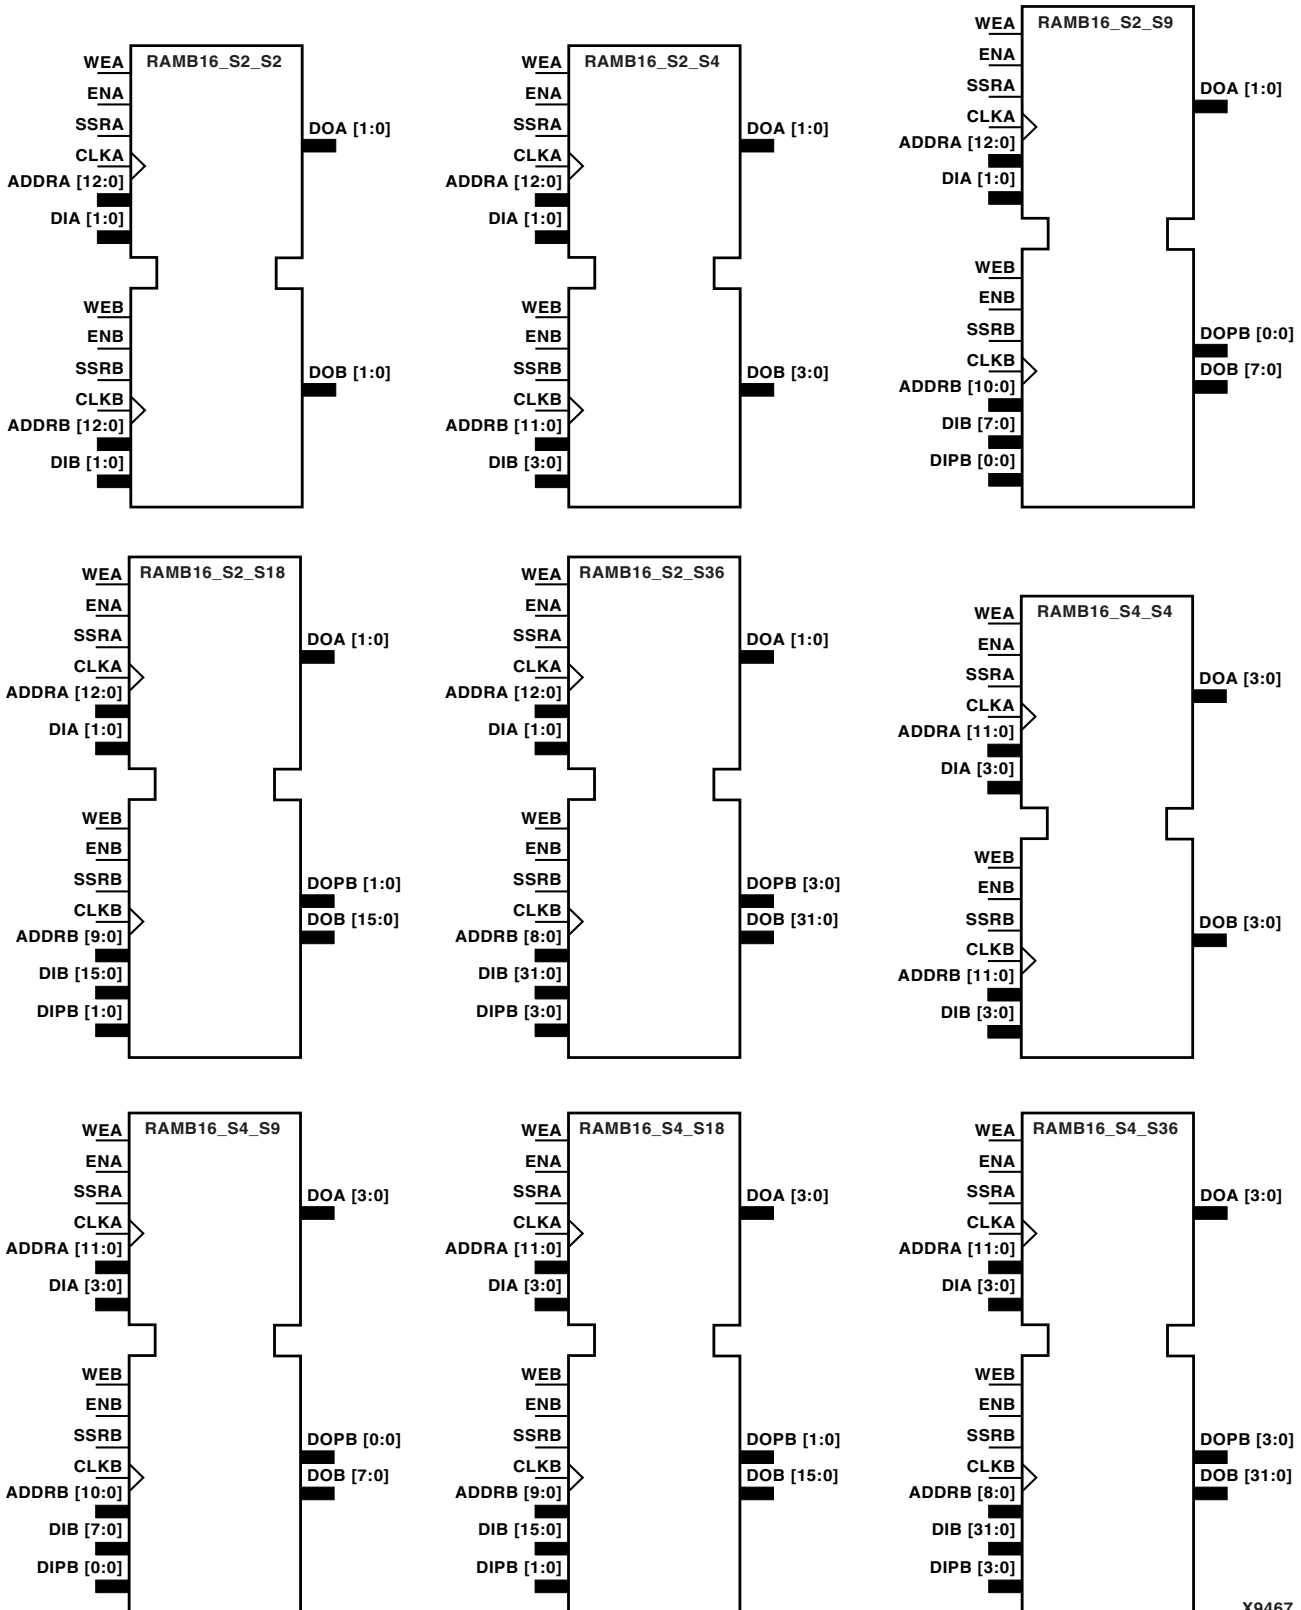 RAMB16_S2_S2
WEA
ENA
SSRA
CLKA
ADDRA [12:0]
DIA [1:0]
DOA [1:0]
WEB
ENB
SSRB
CLKB
ADDRB [12:0]
DIB [1:0]
DOB [1:0]
RAMB16_S2_S4
WEA
ENA
SSRA
CLKA
ADDRA [12:0]
DIA [1:0]
DOA [1:0]
WEB
ENB
SSRB
CLKB
ADDRB [11:0]
DIB [3:0]
DOB [3:0]
RAMB16_S2_S9
WEA
ENA
SSRA
CLKA
ADDRA [12:0]
DIA [1:0]
DOA [1:0]
WEB
ENB
SSRB
CLKB
ADDRB [10:0]
DIB [7:0]
DIPB [0:0]
DOPB [0:0]
DOB [7:0]
RAMB16_S2_S18
WEA
ENA
SSRA
CLKA
ADDRA [12:0]
DIA [1:0]
DOA [1:0]
WEB
ENB
SSRB
CLKB
ADDRB [9:0]
DIB [15:0]
DIPB [1:0]
DOPB [1:0]
DOB [15:0]
RAMB16_S2_S36
WEA
ENA
SSRA
CLKA
ADDRA [12:0]
DIA [1:0]
DOA [1:0]
WEB
ENB
SSRB
CLKB
ADDRB [8:0]
DIB [31:0]
DIPB [3:0]
DOPB [3:0]
DOB [31:0]
RAMB16_S4_S4
WEA
ENA
SSRA
CLKA
ADDRA [11:0]
DIA [3:0]
DOA [3:0]
WEB
ENB
SSRB
CLKB
ADDRB [11:0]
DIB [3:0]
DOB [3:0]
RAMB16_S4_S9
WEA
ENA
SSRA
CLKA
ADDRA [11:0]
DIA [3:0]
DOA [3:0]
WEB
ENB
SSRB
CLKB
ADDRB [10:0]
DIB [7:0]
DIPB [0:0]
DOPB [0:0]
DOB [7:0]
RAMB16_S4_S18
WEA
ENA
SSRA
CLKA
ADDRA [11:0]
DIA [3:0]
DOA [3:0]
WEB
ENB
SSRB
CLKB
ADDRB [9:0]
DIB [15:0]
DIPB [1:0]
DOPB [1:0]
DOB [15:0]
RAMB16_S4_S36
WEA
ENA
SSRA
CLKA
ADDRA [11:0]
DIA [3:0]
DOA [3:0]
WEB
ENB
SSRB
CLKB
ADDRB [8:0]
DIB [31:0]
DIPB [3:0]
DOPB [3:0]
DOB [31:0]
X9467